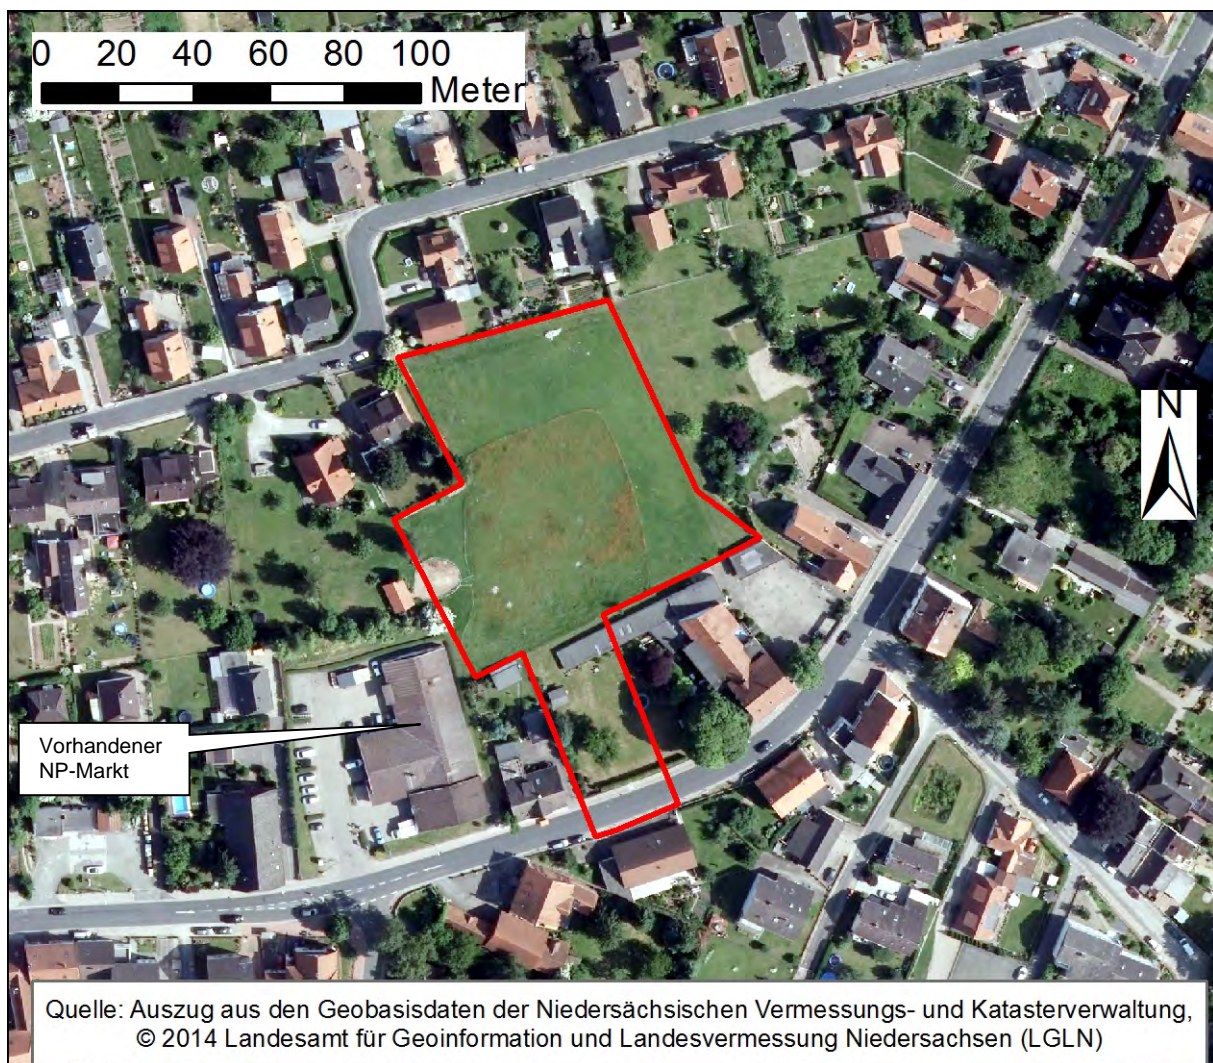 0 20 40 60 80 100
Meter
N
Vorhandener
NP-Markt
Quelle: Auszug aus den Geobasisdaten der Niedersächsischen Vermessungs- und Katasterverwaltung,
© 2014 Landesamt für Geoinformation und Landesvermessung Niedersachsen (LGLN)